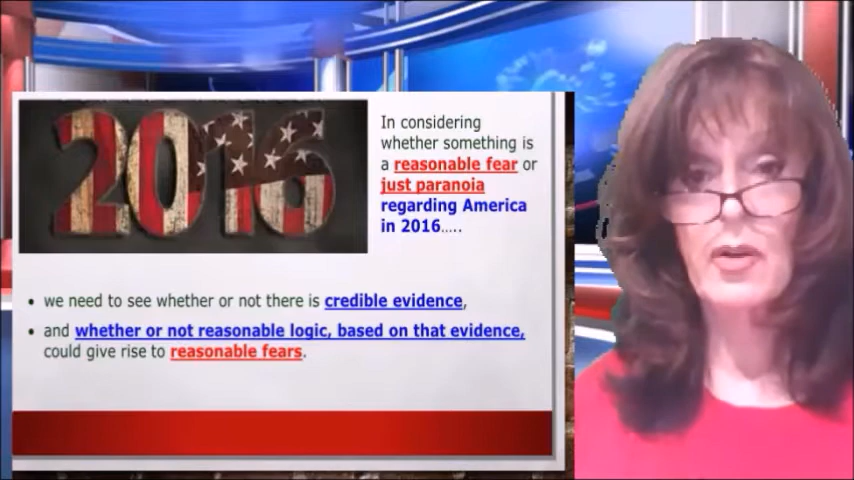 2016
In considering
whether something is
a reasonable fear or
just paranoia
regarding America
in 2016.....
• we need to see whether or not there is credible evidence,
• and whether or not reasonable logic, based on that evidence,
could give rise to reasonable fears.